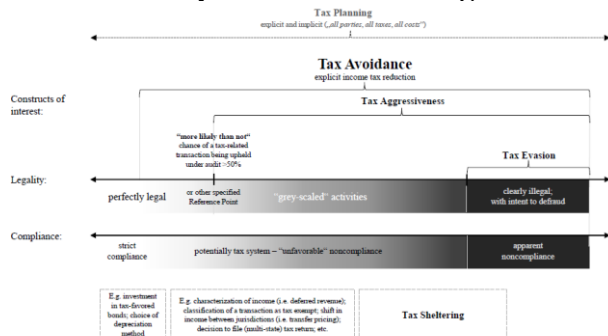 Tax Planning
explicit and implicit („all parties, all taxes, all costs“)
Tax Avoidance
explicit income tax reduction
Constructs of
interest:
Tax Aggressiveness
"more likely than not"
chance of a tax-related
transaction being upheld
under audit >50%
Tax Evasion
Legality:
perfectly legal
or other specified
Reference Point
"grey-scaled" activities
clearly illegal;
with intent to defraud
Compliance:
strict
compliance
potentially tax system – "unfavorable" noncompliance
apparent
noncompliance
E.g. investment
in tax-favored
bonds; choice of
depreciation
method
E.g. characterization of income (i.e. deferred revenue);
classification of a transaction as tax exempt; shift in
income between jurisdictions (i.e. transfer pricing);
decision to file (multi-state) tax return; etc.
Tax Sheltering